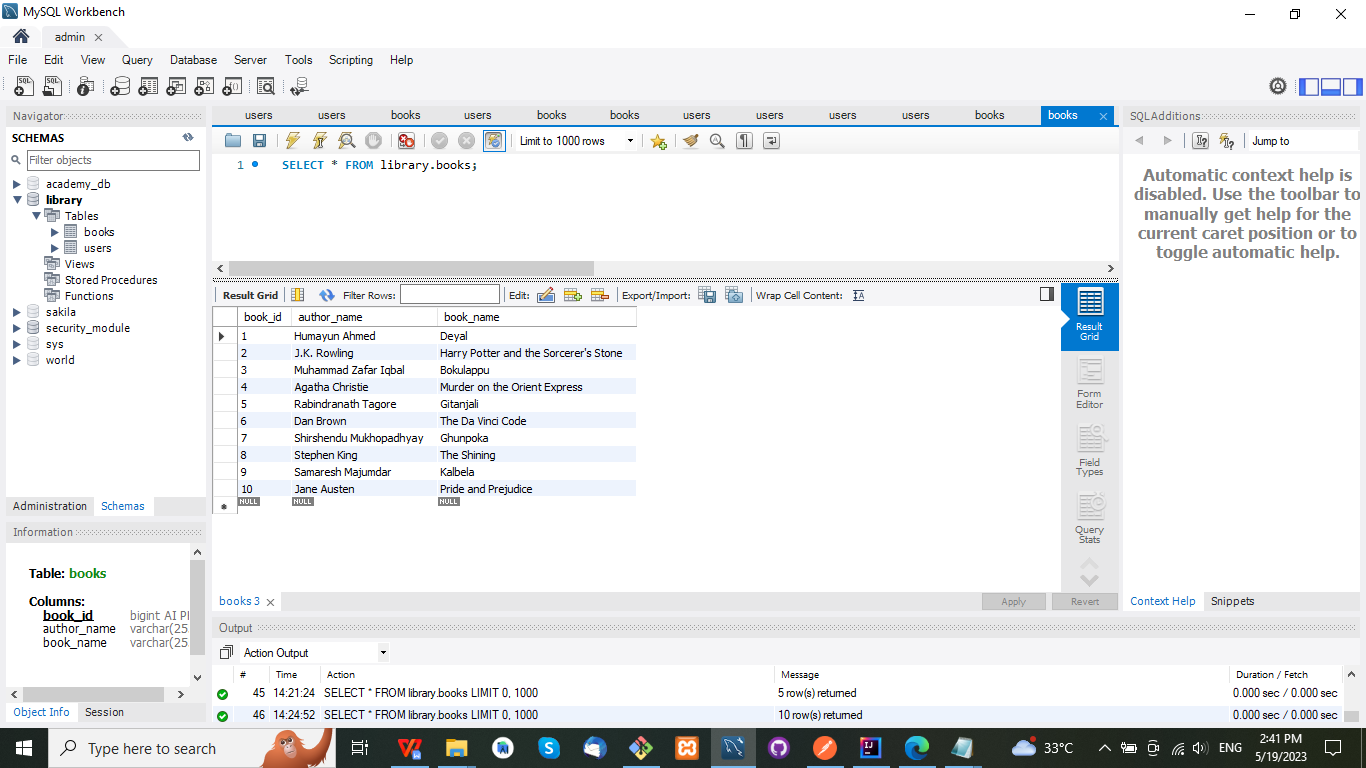 MySQL Workbench
admin
File Edit View Query Database Server Tools Scripting Help
Navigator
SCHEMAS
Filter objects
academy_db
library
Tables
books
users
Views
Stored Procedures
Functions
sakila
security_module
sys
world
Administration Schemas
Information
Table: books
Columns:
book_id bigint AI P
author_name varchar(25
book_name varchar(25
Object Info Session
users users books users books books users users users users books books
Limit to 1000 rows
1 SELECT * FROM library.books;
Result Grid Filter Rows: Edit: Export/Import: Wrap Cell Content:
book_id author_name book_name
1 Humayun Ahmed Deyal
2 J.K. Rowling Harry Potter and the Sorcerer's Stone
3 Muhammad Zafar Iqbal Bokulappu
4 Agatha Christie Murder on the Orient Express
5 Rabindranath Tagore Gitanjali
6 Dan Brown The Da Vinci Code
7 Shirshendu Mukhopadhyay Ghunpoka
8 Stephen King The Shining
9 Samaresh Majumdar Kalbela
10 Jane Austen Pride and Prejudice
NULL NULL NULL
Result
Grid
Form
Editor
Field
Types
Query
Stats
books 3
Apply Revert
SQLAdditions
Jump to
Automatic context help is
disabled. Use the toolbar to
manually get help for the
current caret position or to
toggle automatic help.
Context Help Snippets
Output
Action Output
# Time Action Message Duration / Fetch
45 14:21:24 SELECT * FROM library.books LIMIT 0, 1000 5 row(s) returned 0.000 sec / 0.000 sec
46 14:24:52 SELECT * FROM library.books LIMIT 0, 1000 10 row(s) returned 0.000 sec / 0.000 sec
Type here to search
33°C
ENG
2:41 PM
5/19/2023